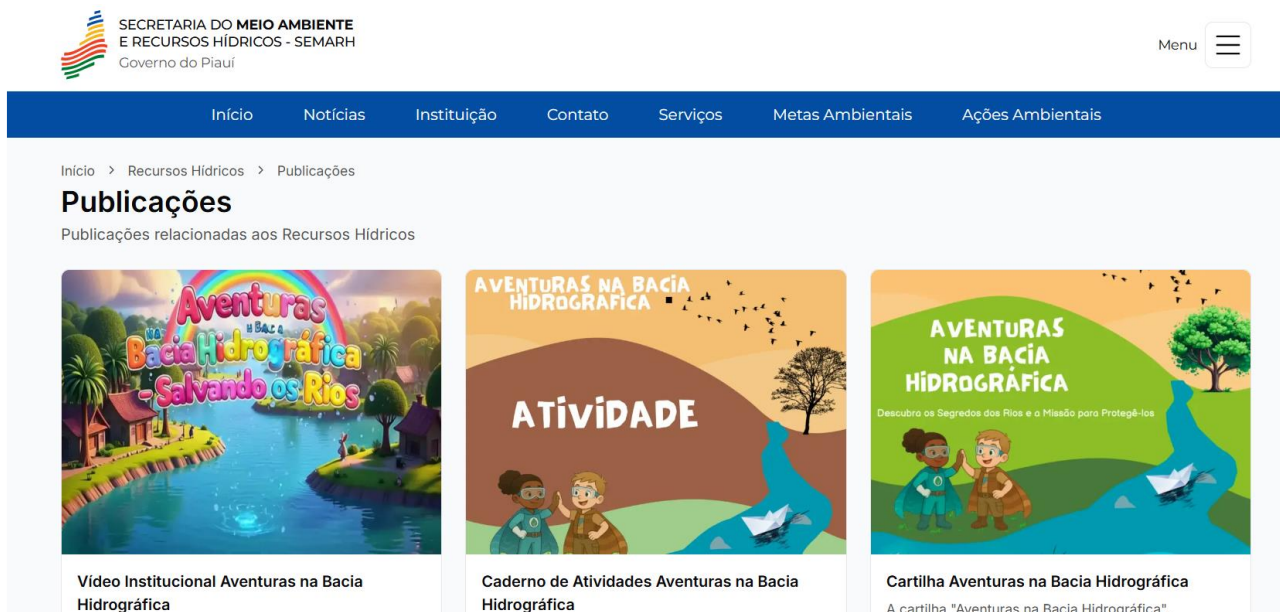 SECRETARIA DO MEIO AMBIENTE
E RECURSOS HÍDRICOS - SEMARH
Governo do Piauí
Menu
Início Notícias Instituição Contato Serviços Metas Ambientais Ações Ambientais
Início > Recursos Hídricos > Publicações
Publicações
Publicações relacionadas aos Recursos Hídricos
Aventuras
NA BACA
Bacia Hidrográfica
- Salvando os Rios
Vídeo Institucional Aventuras na Bacia
Hidrográfica
AVENTURAS NA BACIA
HIDROGRAFICA
ATIVIDADE
Caderno de Atividades Aventuras na Bacia
Hidrográfica
AVENTURAS
NA BACIA
HIDROGRÁFICA
Descubra os Segredos dos Rios e a Missão para Protegê-los
Cartilha Aventuras na Bacia Hidrográfica
A cartilha "Aventuras na Bacia Hidrográfica"